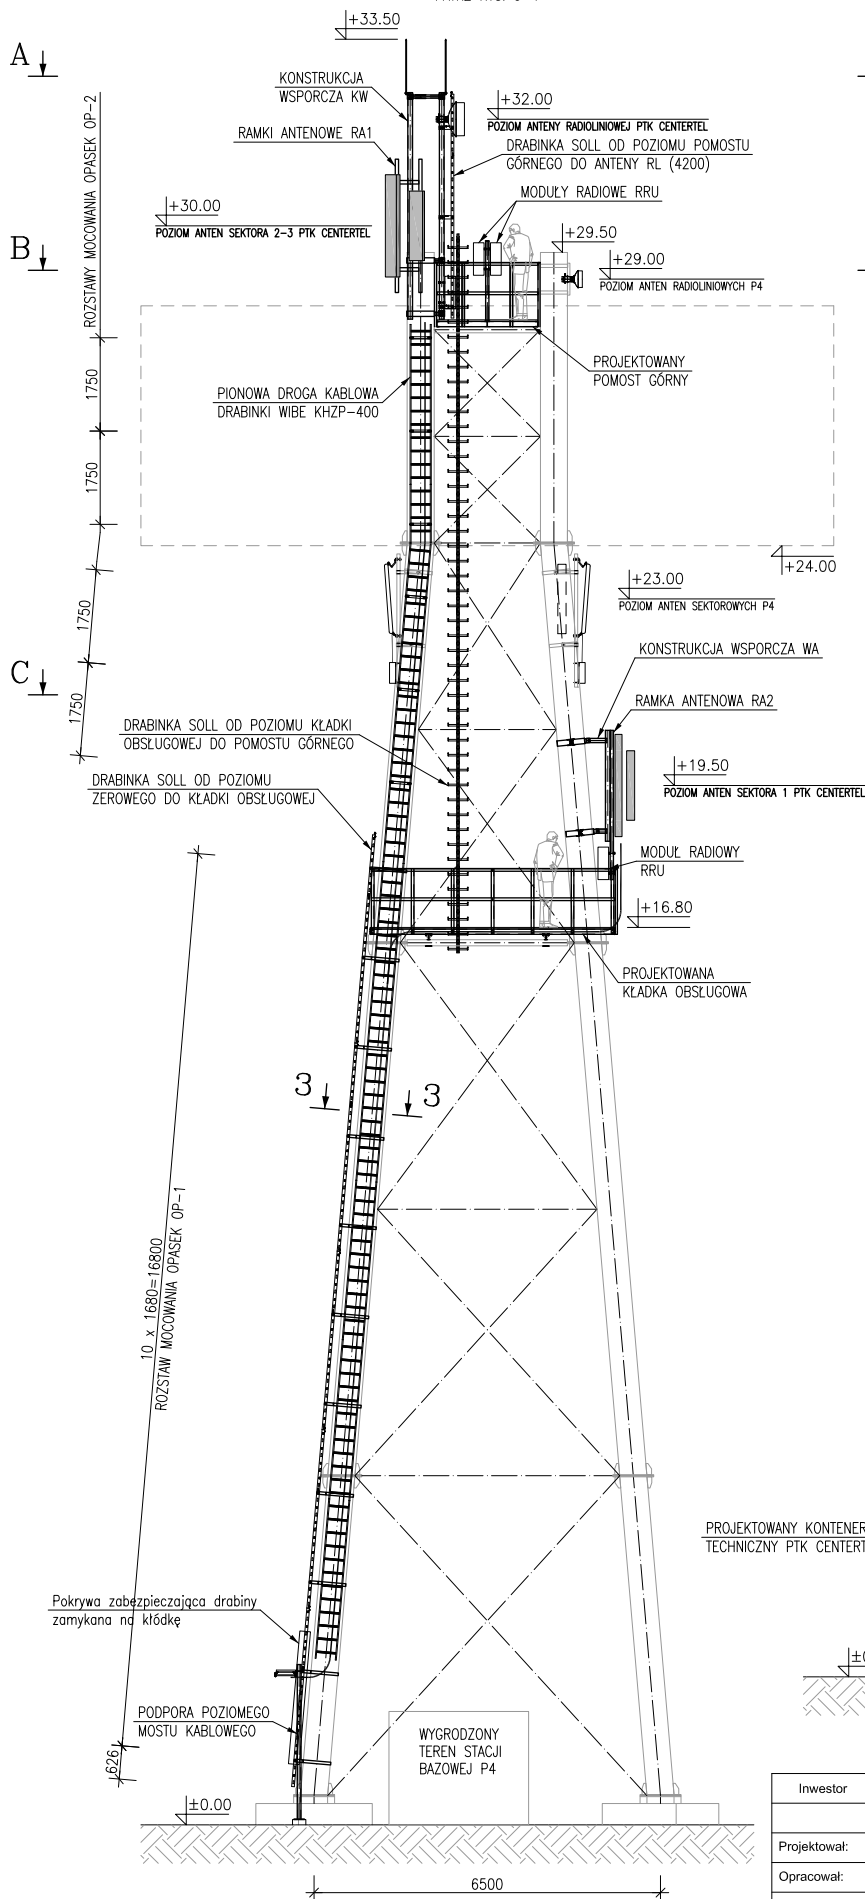 +33.50
A
KONSTRUKCJA
WSPORCZA KW
+32.00
POZIOM ANTENY RADIOLINIOWEJ PTK CENTERTEL
RAMKI ANTENOWE RA1
DRABINKA SOLL OD POZIOMU POMOSTU
GÓRNEGO DO ANTENY RL (4200)
ROZSTAWY MOCOWANIA OPASEK OP-2
MODUŁY RADIOWE RRU
+30.00
POZIOM ANTEN SEKTORA 2-3 PTK CENTERTEL
+29.50
B
+29.00
POZIOM ANTEN RADIOLINIOWYCH P4
PROJEKTOWANY
POMOST GÓRNY
1750
PIONOWA DROGA KABLOWA
DRABINKI WIBE KHZP-400
1750
+24.00
1750
+23.00
POZIOM ANTEN SEKTOROWYCH P4
KONSTRUKCJA WSPORCZA WA
C
1750
RAMKA ANTENOWA RA2
DRABINKA SOLL OD POZIOMU KŁADKI
OBSŁUGOWEJ DO POMOSTU GÓRNEGO
+19.50
POZIOM ANTEN SEKTORA 1 PTK CENTERTEL
DRABINKA SOLL OD POZIOMU
ZEROWEGO DO KŁADKI OBSŁUGOWEJ
MODUŁ RADIOWY
RRU
+16.80
PROJEKTOWANA
KŁADKA OBSŁUGOWA
3
3
10 x 1680=16800
ROZSTAW MOCOWANIA OPASEK OP-1
PROJEKTOWANY KONTENER
TECHNICZNY PTK CENTERT
Pokrywa zabezpieczająca drabiny
zamykana na kłódkę
PODPORA POZIOMEGO
MOSTU KABLOWEGO
WYGRODZONY
TEREN STACJI
BAZOWEJ P4
626
±0.00
Inwestor
Projektował:
Opracował:
6500